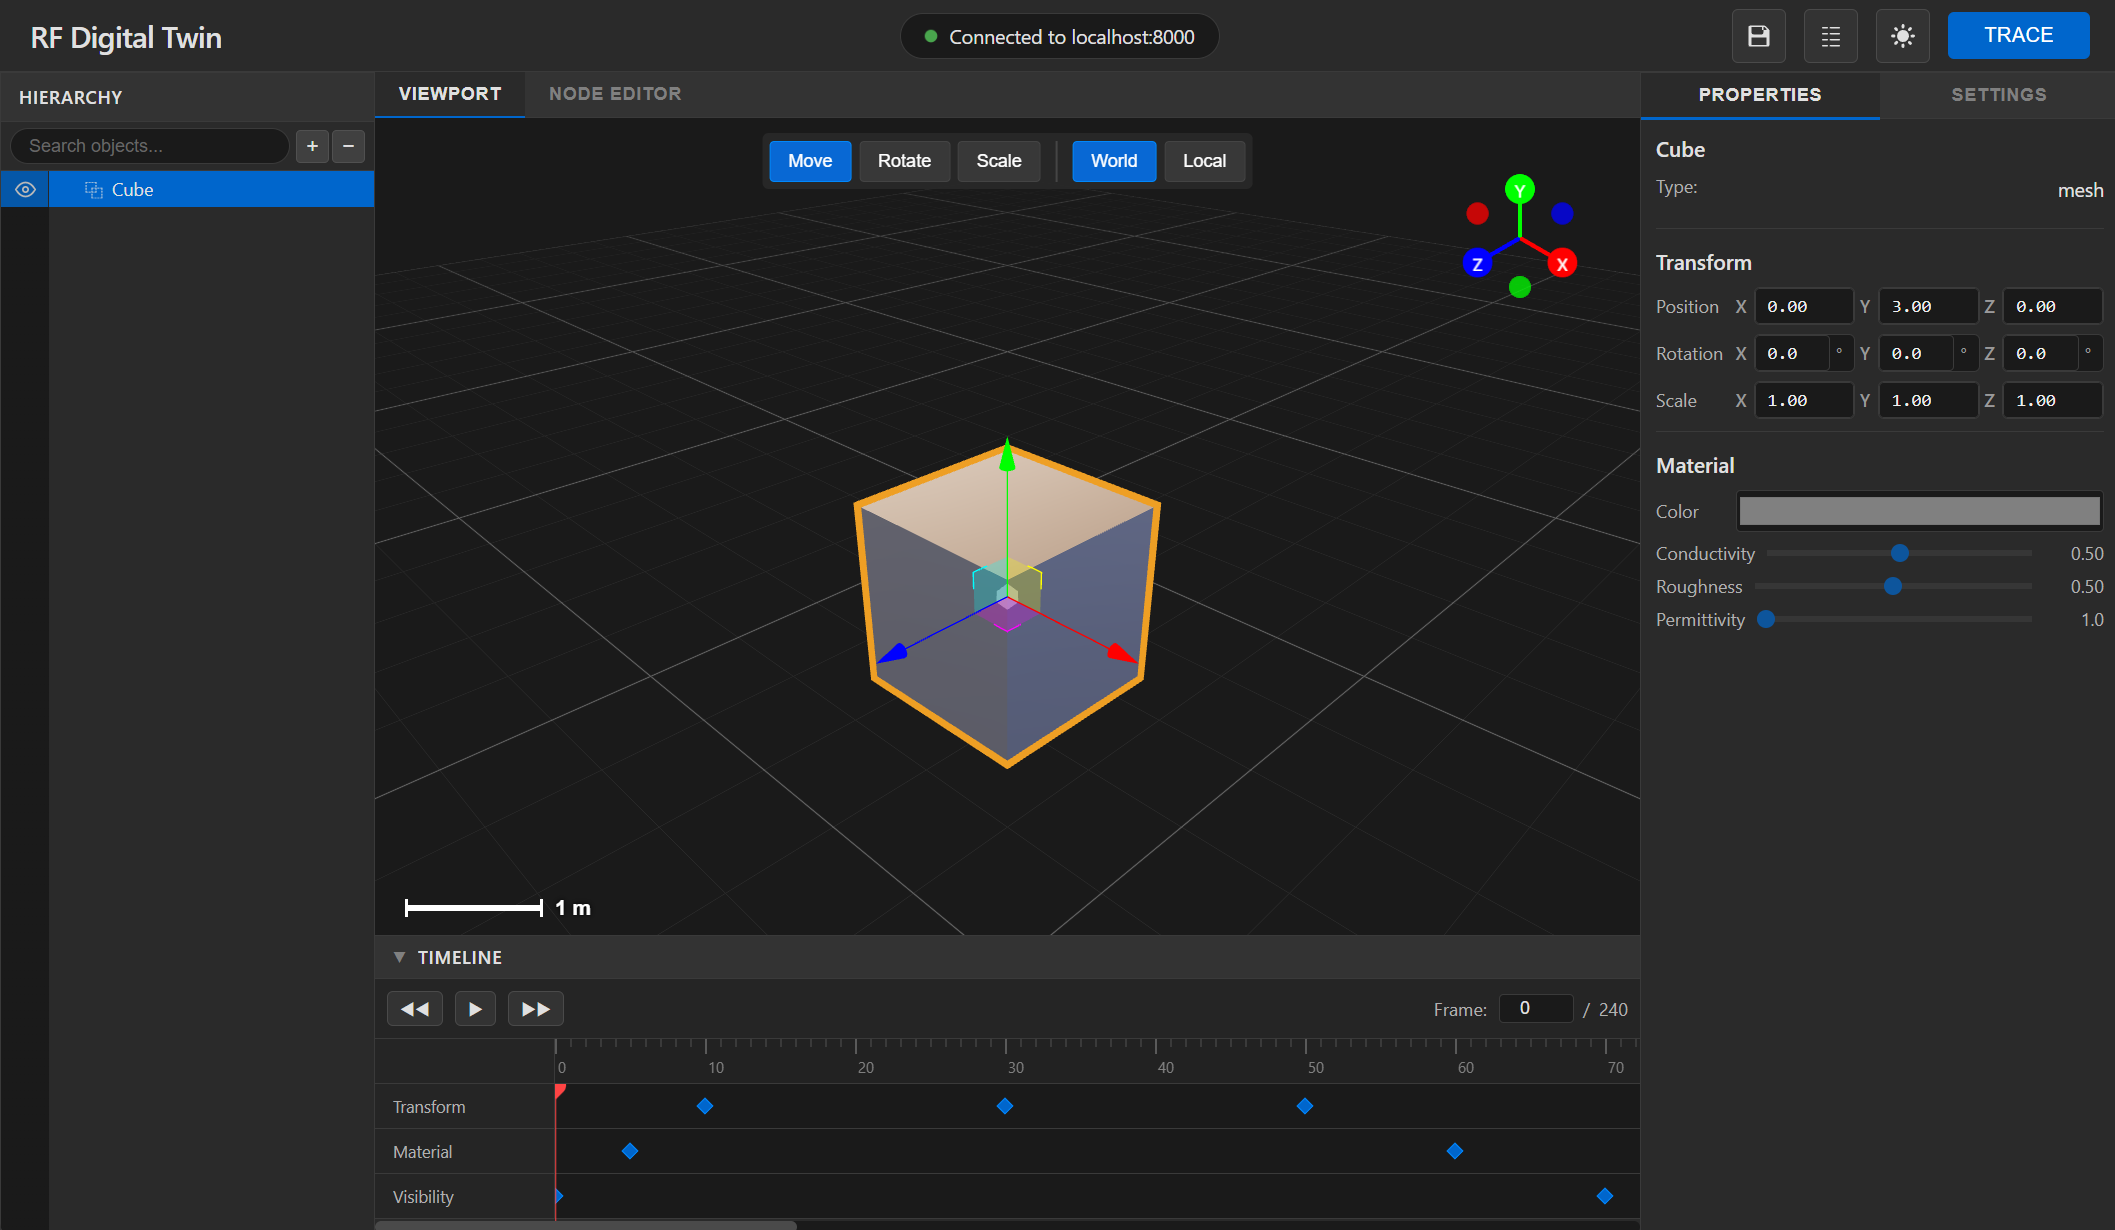 RF Digital Twin
Connected to localhost:8000
TRACE
HIERARCHY
Search objects...
+ −
Cube
VIEWPORT NODE EDITOR
Move Rotate Scale World Local
Y
Z X
1 m
PROPERTIES SETTINGS
Cube
Type: mesh
Transform
Position X 0.00 Y 3.00 Z 0.00
Rotation X 0.0 ° Y 0.0 ° Z 0.0 °
Scale X 1.00 Y 1.00 Z 1.00
Material
Color
Conductivity 0.50
Roughness 0.50
Permittivity 1.0
TIMELINE
Frame: 0 / 240
0 10 20 30 40 50 60 70
Transform
Material
Visibility